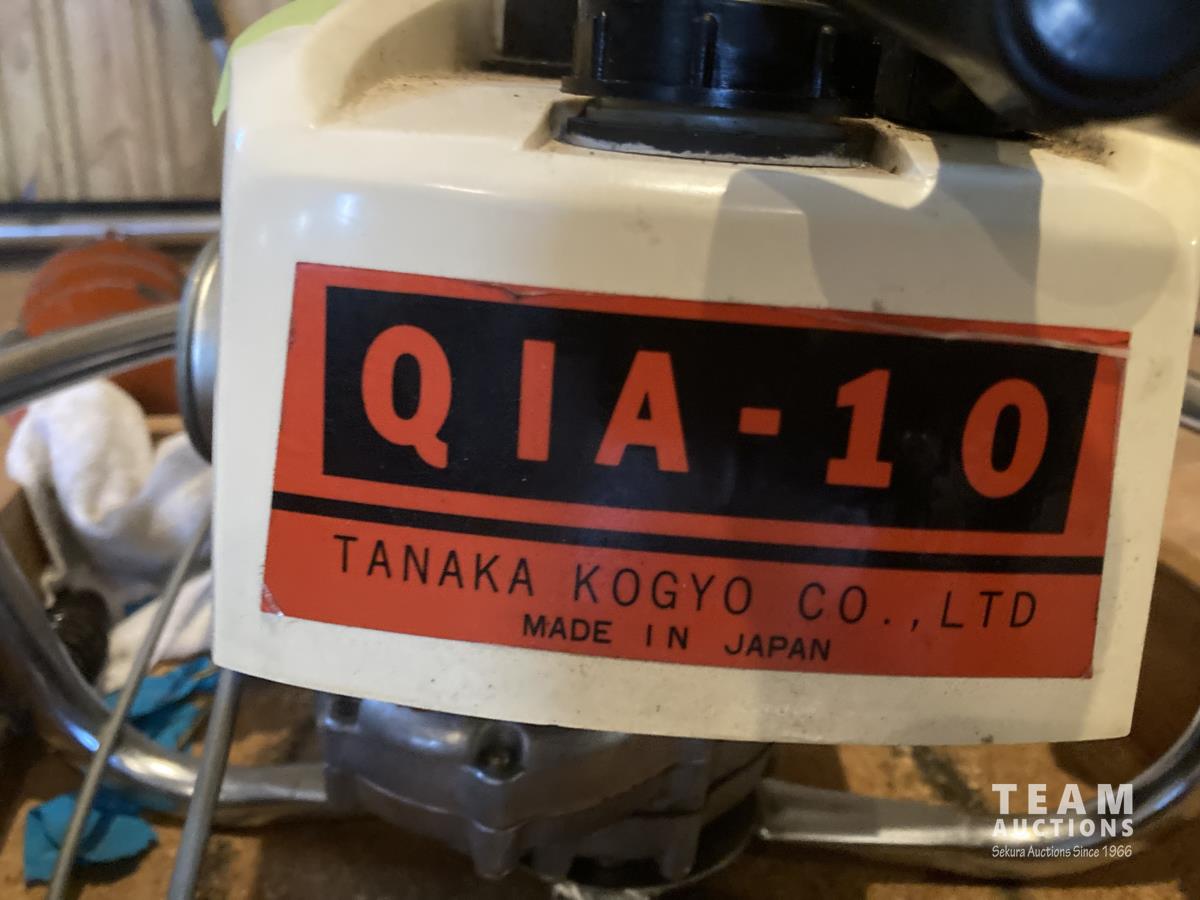 QIA-10
TANAKA KOGYO CO.,LTD
MADE IN JAPAN
TEAM
AUCTIONS
Sekura Auctions Since 1966